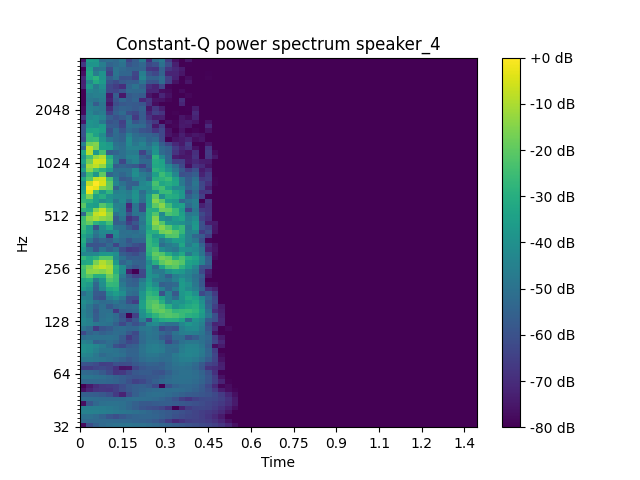 Constant-Q power spectrum speaker_4
Hz
2048
1024
512
256
128
64
32
0 0.15 0.3 0.45 0.6 0.75 0.9 1.1 1.2 1.4
Time
+0 dB
-10 dB
-20 dB
-30 dB
-40 dB
-50 dB
-60 dB
-70 dB
-80 dB